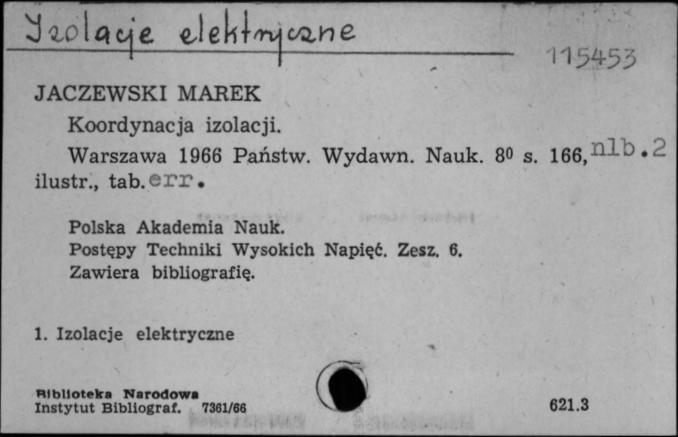 Izolacje elektryczne
115453
JACZEWSKI MAREK
Koordynacja izolacji.
Warszawa 1966 Państw. Wydawn. Nauk. 8⁰ s. 166, nlb.2
ilustr., tab.err.
Polska Akademia Nauk.
Postępy Techniki Wysokich Napięć. Zesz. 6.
Zawiera bibliografię.
1. Izolacje elektryczne
Biblioteka Narodowa
Instytut Bibliograf. 7361/66
621.3